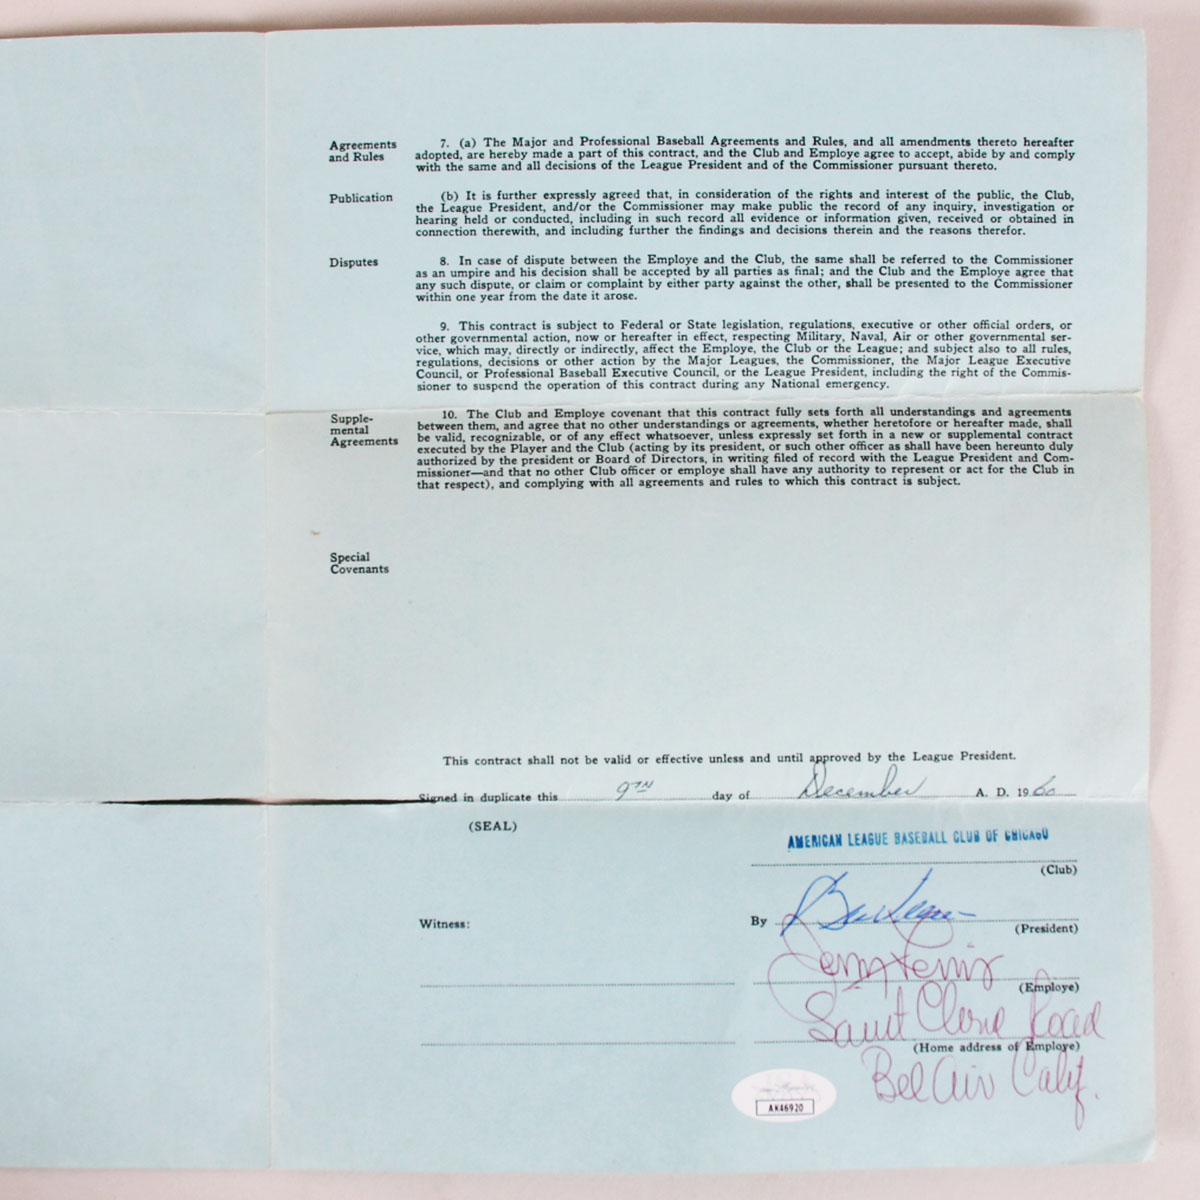 Agreements
and Rules
7. (a) The Major and Professional Baseball Agreements and Rules, and all amendments thereto hereafter
adopted, are hereby made a part of this contract, and the Club and Employe agree to accept, abide by and comply
with the same and all decisions of the League President and of the Commissioner pursuant thereto.
Publication
(b) It is further expressly agreed that, in consideration of the rights and interest of the public, the Club,
the League President, and/or the Commissioner may make public the record of any inquiry, investigation or
hearing held or conducted, including in such record all evidence or information given, received or obtained in
connection therewith, and including further the findings and decisions therein and the reasons therefor.
Disputes
8. In case of dispute between the Employe and the Club, the same shall be referred to the Commissioner
as an umpire and his decision shall be accepted by all parties as final; and the Club and the Employe agree that
any such dispute, or claim or complaint by either party against the other, shall be presented to the Commissioner
within one year from the date it arose.
9. This contract is subject to Federal or State legislation, regulations, executive or other official orders, or
other governmental action, now or hereafter in effect, respecting Military, Naval, Air or other governmental ser-
vice, which may, directly or indirectly, affect the Employe, the Club or the League; and subject also to all rules,
regulations, decisions or other action by the Major Leagues, the Commissioner, the Major League Executive
Council, or Professional Baseball Executive Council, or the League President, including the right of the Commis-
sioner to suspend the operation of this contract during any National emergency.
Supple-
mental
Agreements
10. The Club and Employe covenant that this contract fully sets forth all understandings and agreements
between them, and agree that no other understandings or agreements, whether heretofore or hereafter made, shall
be valid, recognizable, or of any effect whatsoever, unless expressly set forth in a new or supplemental contract
executed by the Player and the Club (acting by its president, or such other officer as shall have been hereunto duly
authorized by the president or Board of Directors, in writing filed of record with the League President and Com-
missioner—and that no other Club officer or employe shall have any authority to represent or act for the Club in
that respect), and complying with all agreements and rules to which this contract is subject.
Special
Covenants
This contract shall not be valid or effective unless and until approved by the League President.
Signed in duplicate this 9TH day of December A. D. 1960
(SEAL)
AMERICAN LEAGUE BASEBALL CLUB OF CHICAGO
(Club)
Witness:
By
(President)
Jerry Lewis
(Employe)
Saint Cloud Road
(Home address of Employe)
Bel Air Calif.
AK46920